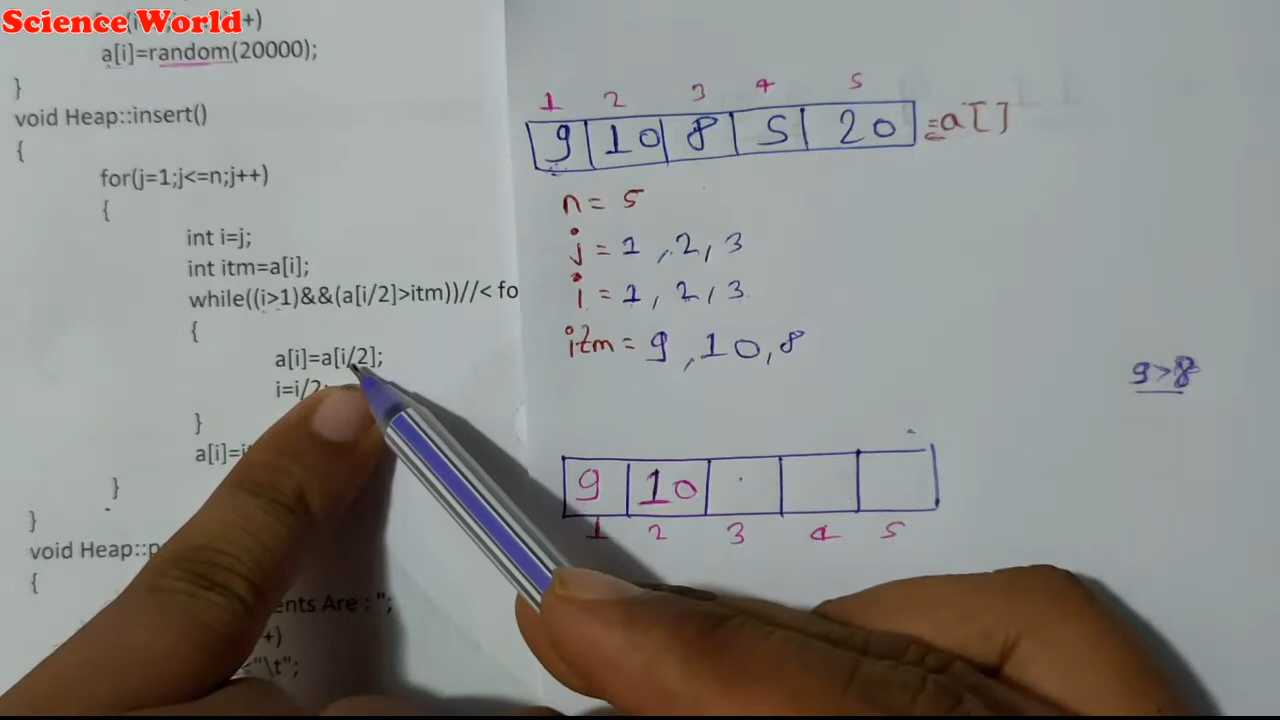 Science World
+)
a[i]=random(20000);
}
void Heap::insert()
{
for(j=1;j<=n;j++)
{
int i=j;
int itm=a[i];
while((i>1)&&(a[i/2]>itm))//< fo
{
a[i]=a[i/2];
i=i/2;
}
a[i]=i
}
}
void Heap::p
{
ents Are : ";
+)
="\t";
1 2 3 4 5
9 10 8 5 20 =a[]
n = 5
j = 1, 2, 3
i = 1, 2, 3
itm = 9, 10, 8
9>8
9 10
1 2 3 4 5